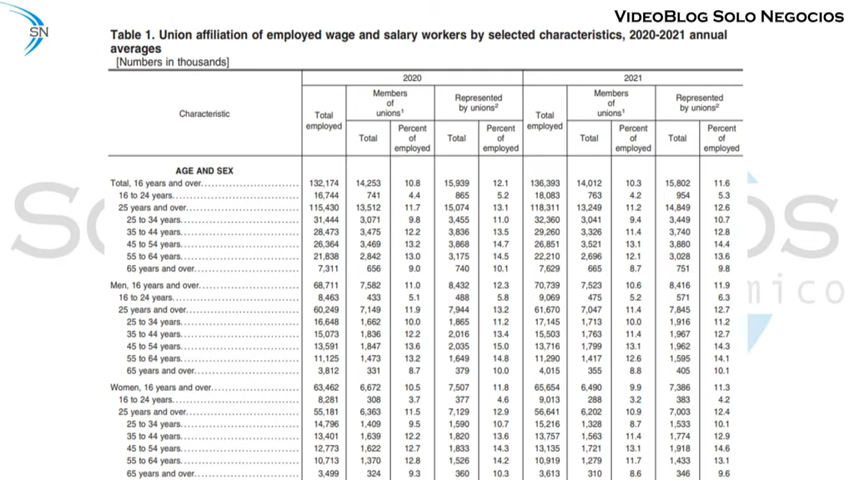 SN
VIDEOBLOG SOLO NEGOCIOS
Table 1. Union affiliation of employed wage and salary workers by selected characteristics, 2020-2021 annual
averages
[Numbers in thousands]
Characteristic
2020 2021
Total employed Members of unions¹ Represented by unions² Total employed Members of unions¹ Represented by unions²
Total Percent of employed Total Percent of employed Total Percent of employed Total Percent of employed
AGE AND SEX
Total, 16 years and over 132,174 14,253 10.8 15,939 12.1 136,393 14,012 10.3 15,802 11.6
16 to 24 years 16,744 741 4.4 865 5.2 18,083 763 4.2 954 5.3
25 years and over 115,430 13,512 11.7 15,074 13.1 118,311 13,249 11.2 14,849 12.6
25 to 34 years 31,444 3,071 9.8 3,455 11.0 32,360 3,041 9.4 3,449 10.7
35 to 44 years 28,473 3,475 12.2 3,836 13.5 29,260 3,326 11.4 3,740 12.8
45 to 54 years 26,364 3,469 13.2 3,868 14.7 26,851 3,521 13.1 3,880 14.4
55 to 64 years 21,838 2,842 13.0 3,175 14.5 22,210 2,696 12.1 3,028 13.6
65 years and over 7,311 656 9.0 740 10.1 7,629 665 8.7 751 9.8
Men, 16 years and over 68,711 7,582 11.0 8,432 12.3 70,739 7,523 10.6 8,416 11.9
16 to 24 years 8,463 433 5.1 488 5.8 9,069 475 5.2 571 6.3
25 years and over 60,249 7,149 11.9 7,944 13.2 61,670 7,047 11.4 7,845 12.7
25 to 34 years 16,648 1,662 10.0 1,865 11.2 17,145 1,713 10.0 1,916 11.2
35 to 44 years 15,073 1,836 12.2 2,016 13.4 15,503 1,763 11.4 1,967 12.7
45 to 54 years 13,591 1,847 13.6 2,035 15.0 13,716 1,799 13.1 1,962 14.3
55 to 64 years 11,125 1,473 13.2 1,649 14.8 11,290 1,417 12.6 1,595 14.1
65 years and over 3,812 331 8.7 379 10.0 4,015 355 8.8 405 10.1
Women, 16 years and over 63,462 6,672 10.5 7,507 11.8 65,654 6,490 9.9 7,386 11.3
16 to 24 years 8,281 308 3.7 377 4.6 9,013 288 3.2 383 4.2
25 years and over 55,181 6,363 11.5 7,129 12.9 56,641 6,202 10.9 7,003 12.4
25 to 34 years 14,796 1,409 9.5 1,590 10.7 15,216 1,328 8.7 1,533 10.1
35 to 44 years 13,401 1,639 12.2 1,820 13.6 13,757 1,563 11.4 1,774 12.9
45 to 54 years 12,773 1,622 12.7 1,833 14.3 13,135 1,721 13.1 1,918 14.6
55 to 64 years 10,713 1,370 12.8 1,526 14.2 10,919 1,279 11.7 1,433 13.1
65 years and over 3,499 324 9.3 360 10.3 3,613 310 8.6 346 9.6